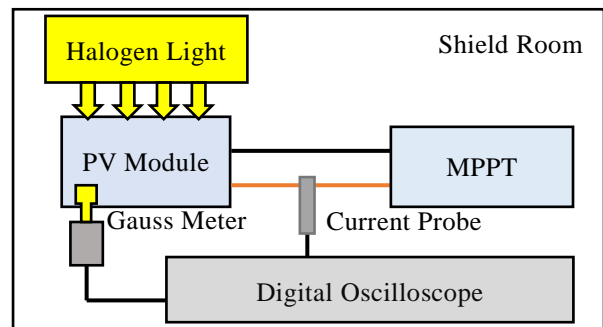 Halogen Light
Shield Room
PV Module
MPPT
Gauss Meter
Current Probe
Digital Oscilloscope